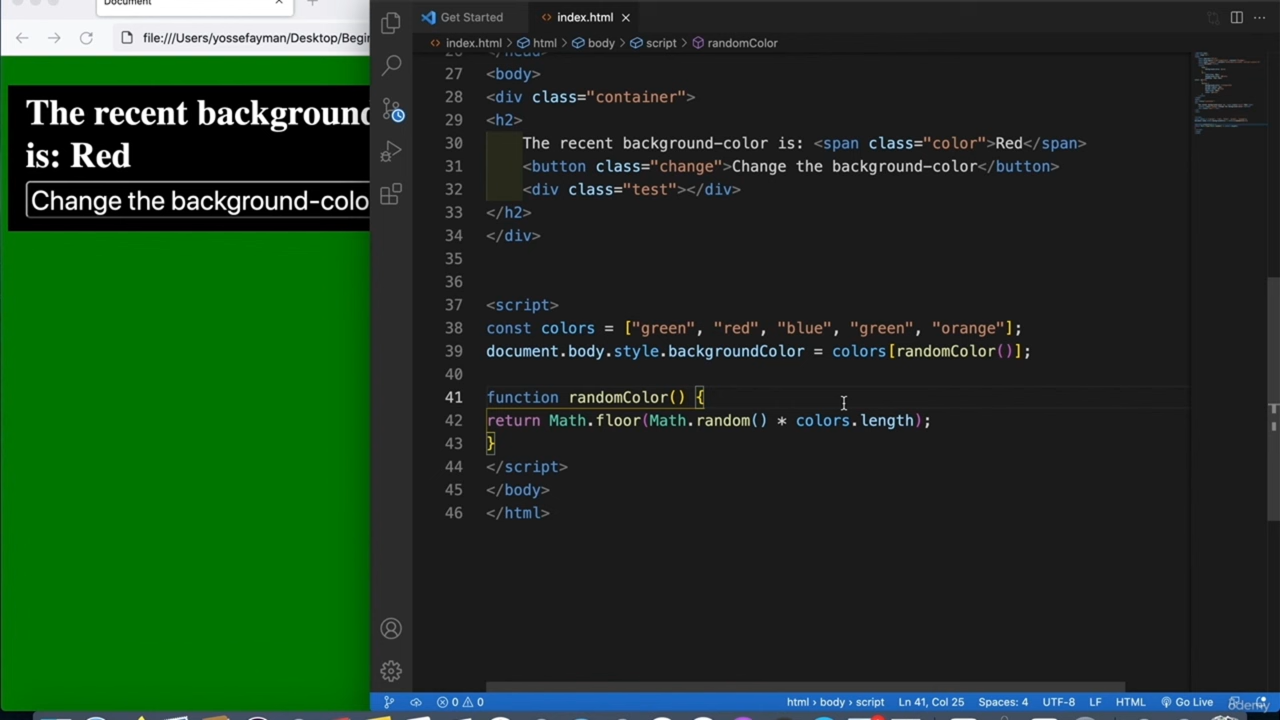 Document
file:///Users/yossefayman/Desktop/Begi
The recent background
is: Red
Change the background-colo
Get Started
index.html
index.html > html > body > script > randomColor
26 </head>
27 <body>
28 <div class="container">
29 <h2>
30 The recent background-color is: <span class="color">Red</span>
31 <button class="change">Change the background-color</button>
32 <div class="test"></div>
33 </h2>
34 </div>
35
36
37 <script>
38 const colors = ["green", "red", "blue", "green", "orange"];
39 document.body.style.backgroundColor = colors[randomColor()];
40
41 function randomColor() {
42 return Math.floor(Math.random() * colors.length);
43 }
44 </script>
45 </body>
46 </html>
0 0
html › body › script Ln 41, Col 25 Spaces: 4 UTF-8 LF HTML Go Live
udemy